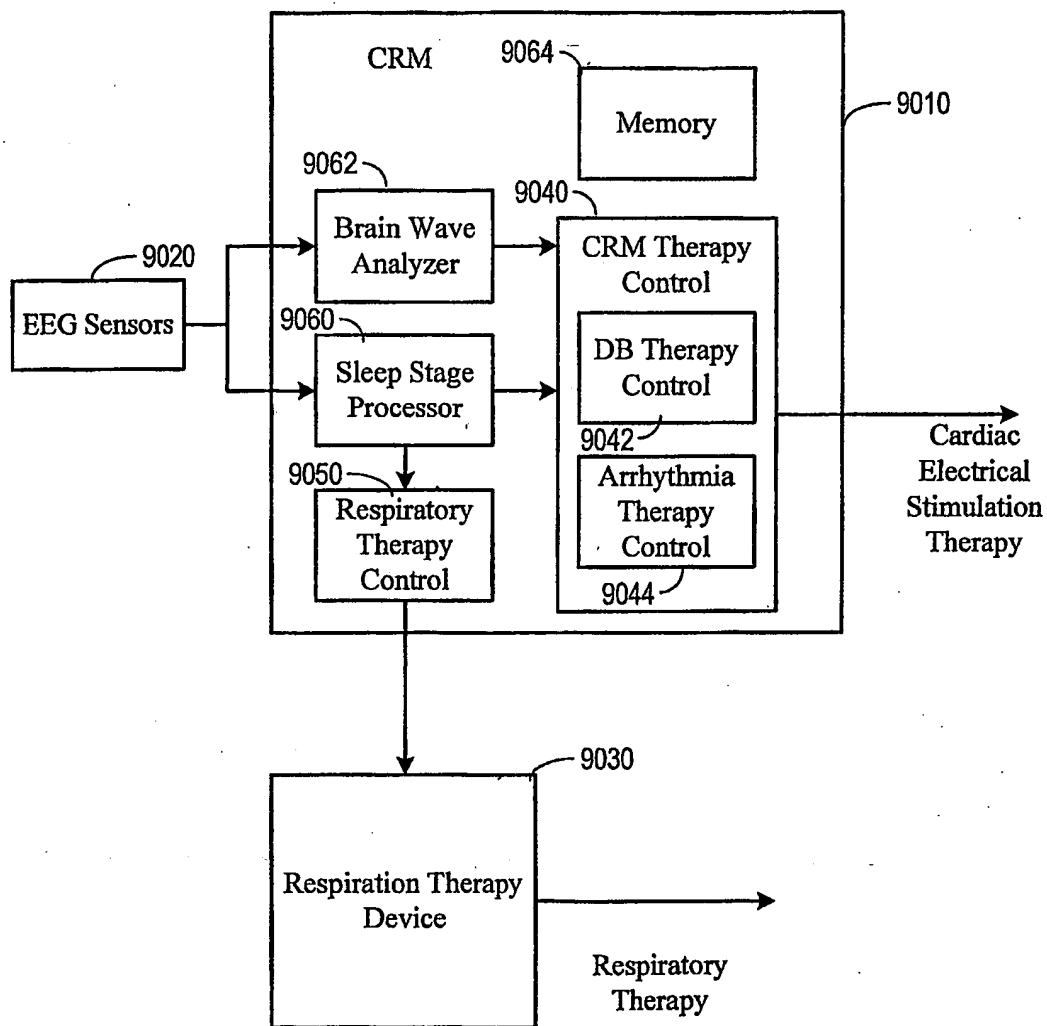 CRM
9064
Memory
9010
9062
Brain Wave
Analyzer
9040
CRM Therapy
Control
9020
EEG Sensors
9060
Sleep Stage
Processor
DB Therapy
Control
9042
Cardiac
Electrical
Stimulation
Therapy
9050
Respiratory
Therapy
Control
Arrhythmia
Therapy
Control
9044
9030
Respiration Therapy
Device
Respiratory
Therapy